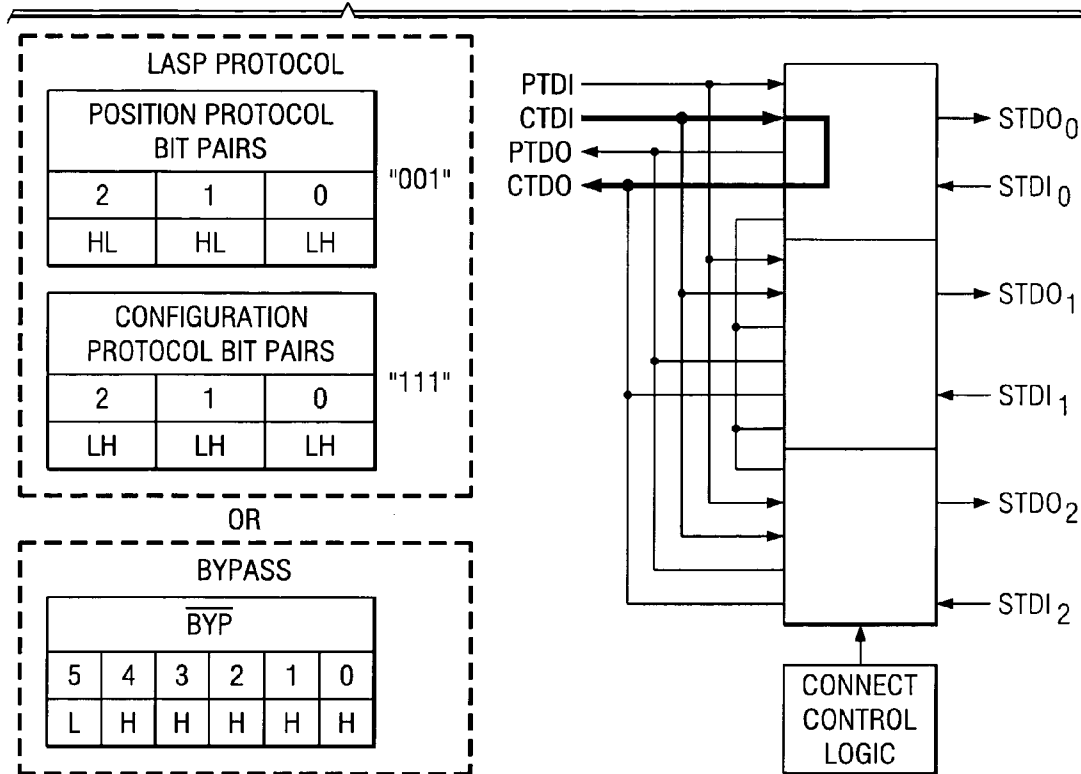 LASP PROTOCOL
POSITION PROTOCOL
BIT PAIRS
2 1 0
HL HL LH
"001"
CONFIGURATION
PROTOCOL BIT PAIRS
2 1 0
LH LH LH
"111"
OR
BYPASS
BYP
5 4 3 2 1 0
L H H H H H
PTDI
CTDI
PTDO
CTDO
STDO0
STDI0
STDO1
STDI1
STDO2
STDI2
CONNECT
CONTROL
LOGIC